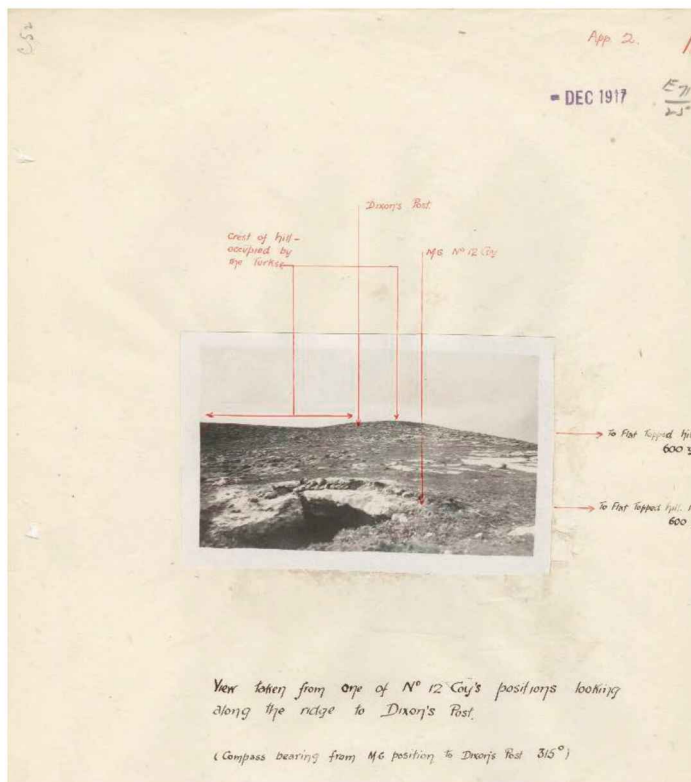 App 2.
DEC 1917
Dixon's Post.
Crest of hill -
occupied by
the Turks
MG Nº 12 Coy
To Flat Topped
600
To Flat Topped hill.
600
View taken from one of Nº 12 Coy's positions looking
along the ridge to Dixon's Post.
(Compass bearing from MG position to Dixon's Post 315°)